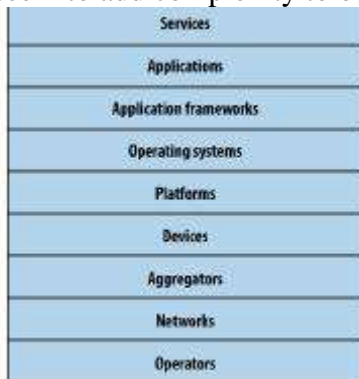 Services
Applications
Application frameworks
Operating systems
Platforms
Devices
Aggregators
Networks
Operators